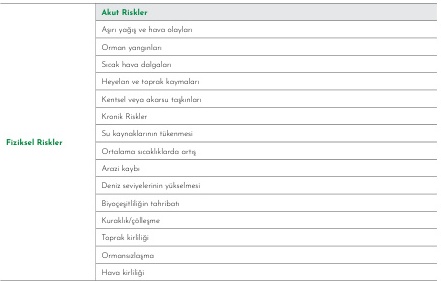 Akut Riskler
Aşırı yağış ve hava olayları
Orman yangınları
Sıcak hava dalgaları
Heyelan ve toprak kaymaları
Kentsel veya akarsu taşkınları
Kronik Riskler
Su kaynaklarının tükenmesi
Fiziksel Riskler
Ortalama sıcaklıklarda artış
Arazi kaybı
Deniz seviyelerinin yükselmesi
Biyoçeşitliliğin tahribatı
Kuraklık/çölleşme
Toprak kirliliği
Ormansızlaşma
Hava kirliliği